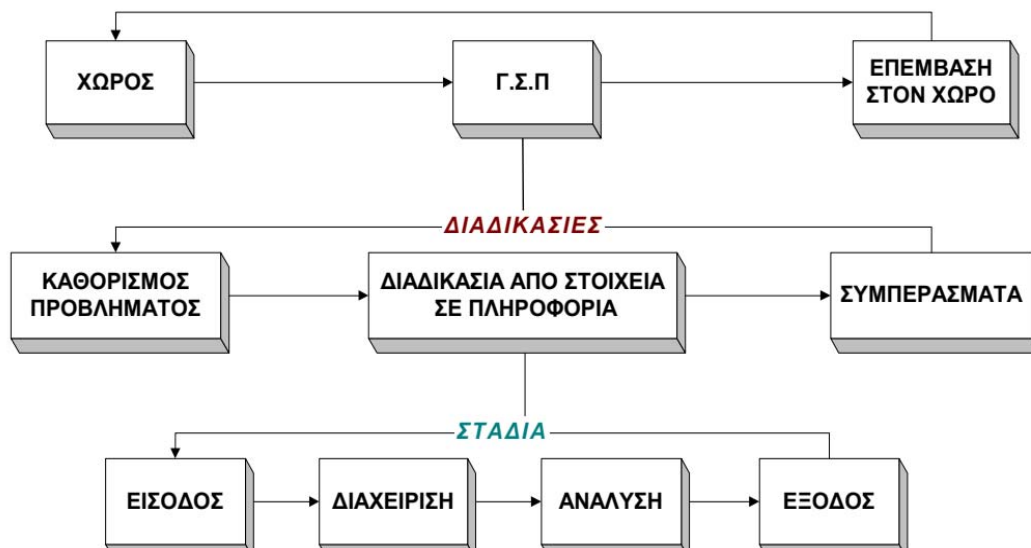 ΧΩΡΟΣ
Γ.Σ.Π
ΕΠΕΜΒΑΣΗ
ΣΤΟΝ ΧΩΡΟ
ΔΙΑΔΙΚΑΣΙΕΣ
ΚΑΘΟΡΙΣΜΟΣ
ΠΡΟΒΛΗΜΑΤΟΣ
ΔΙΑΔΙΚΑΣΙΑ ΑΠΟ ΣΤΟΙΧΕΙΑ
ΣΕ ΠΛΗΡΟΦΟΡΙΑ
ΣΥΜΠΕΡΑΣΜΑΤΑ
ΣΤΑΔΙΑ
ΕΙΣΟΔΟΣ
ΔΙΑΧΕΙΡΙΣΗ
ΑΝΑΛΥΣΗ
ΕΞΟΔΟΣ